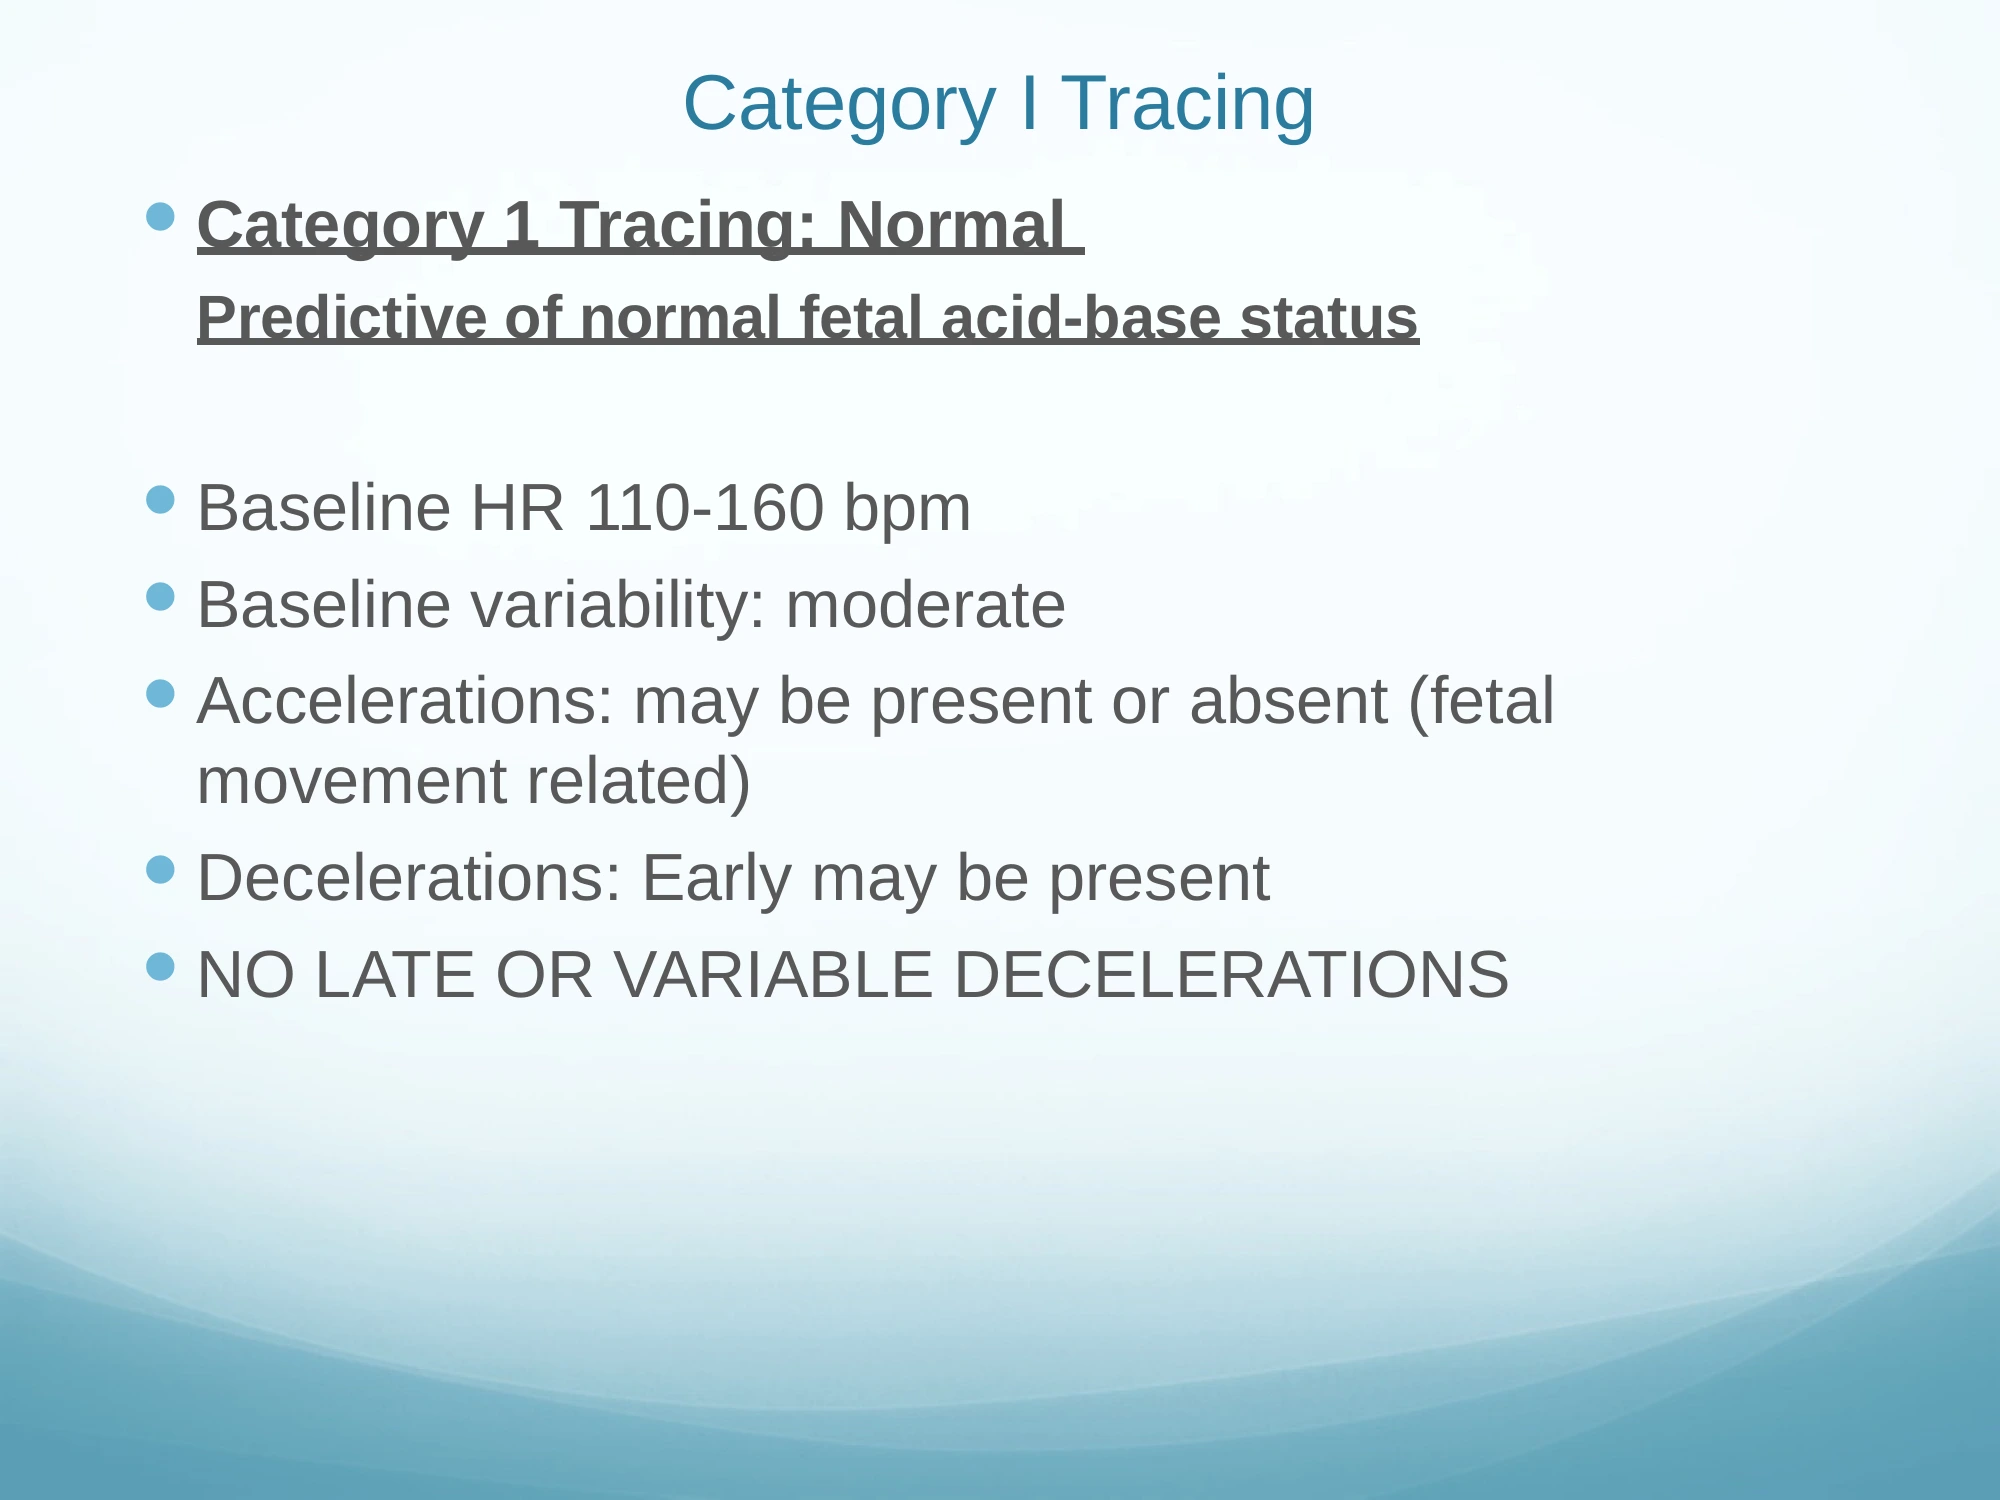 Category I Tracing
• Category 1 Tracing: Normal
Predictive of normal fetal acid-base status
• Baseline HR 110-160 bpm
• Baseline variability: moderate
• Accelerations: may be present or absent (fetal
movement related)
• Decelerations: Early may be present
• NO LATE OR VARIABLE DECELERATIONS